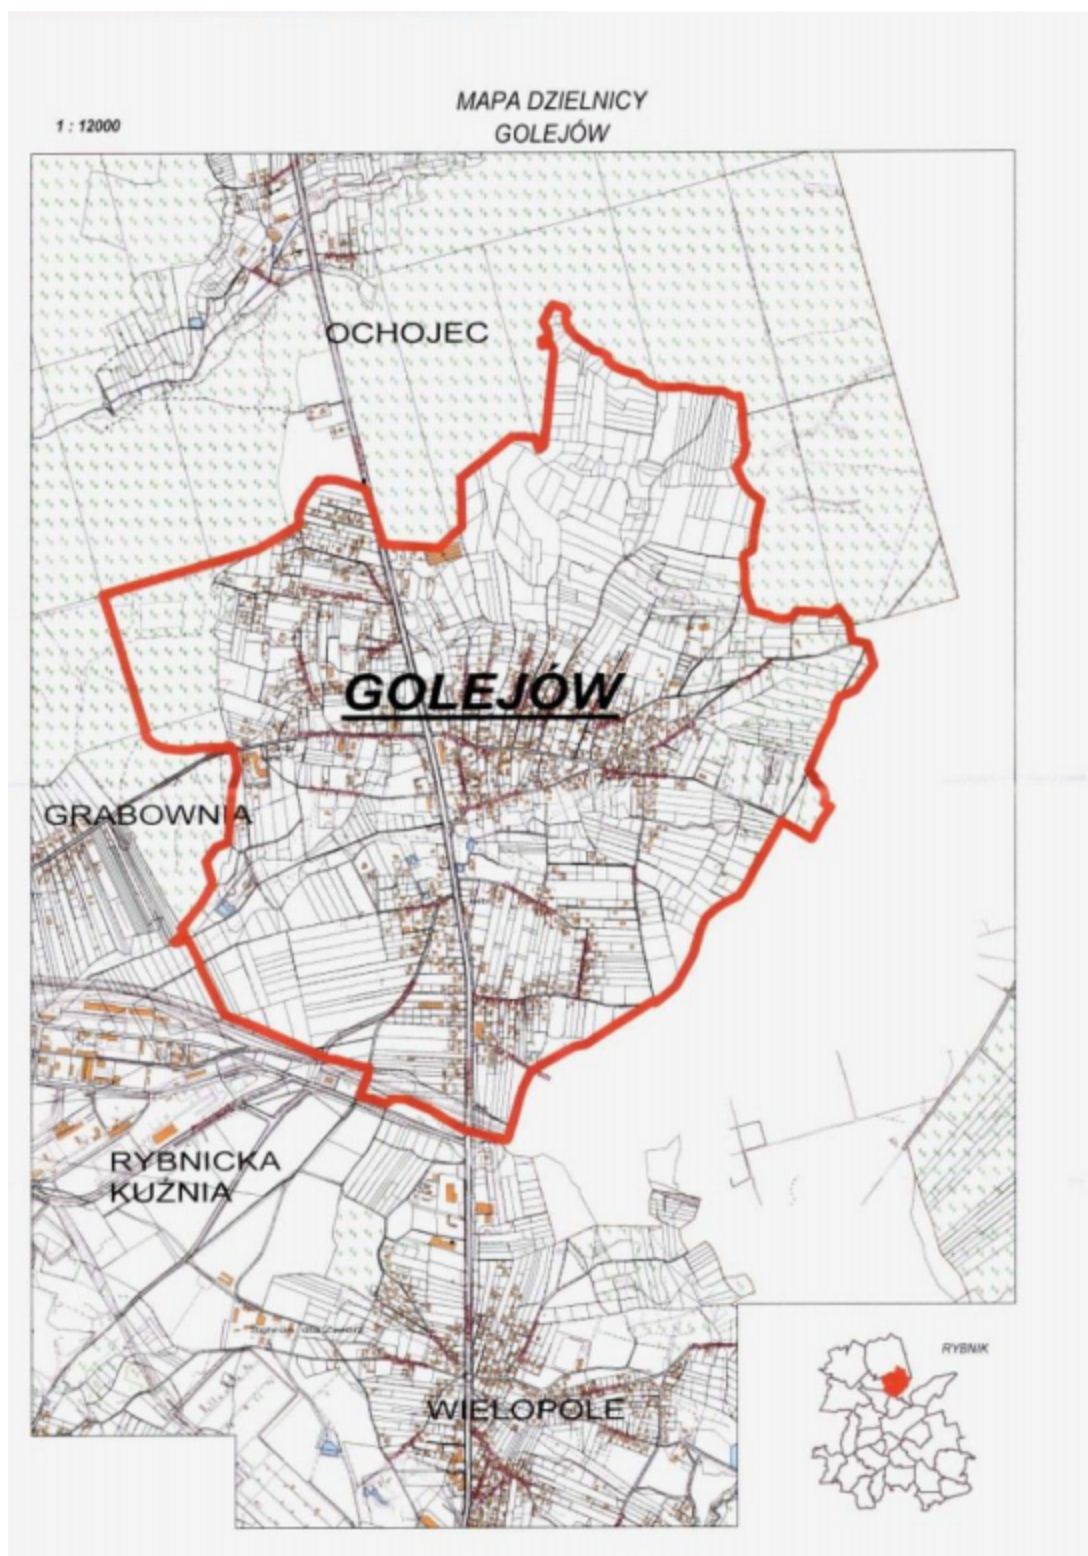 MAPA DZIELNICY
GOLEJÓW
1 : 12000
OCHOJEC
GOLEJÓW
GRABOWNIA
RYBNICKA
KUŹNIA
RYBNIK
WIELOPOLE